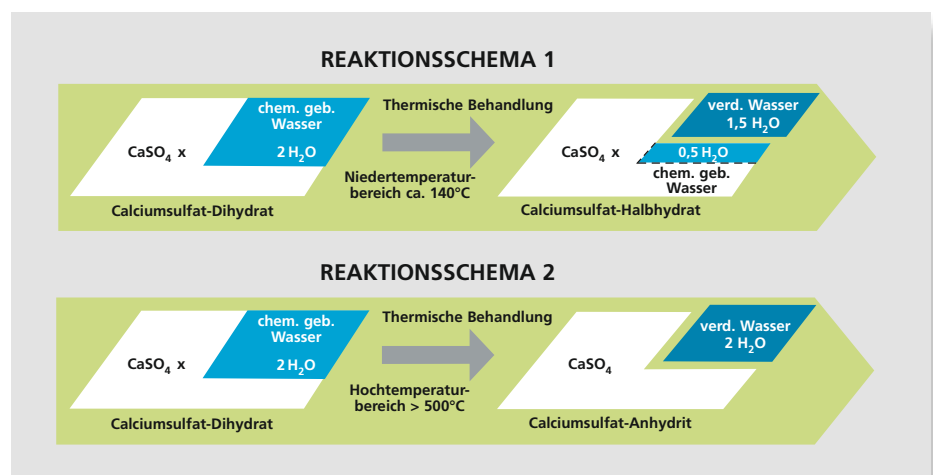 REAKTIONSSCHEMA 1
chem. geb.
Wasser
CaSO₄ x
2 H₂O
Calciumsulfat-Dihydrat
Thermische Behandlung
Niedertemperatur-
bereich ca. 140°C
verd. Wasser
1,5 H₂O
CaSO₄ x
0,5 H₂O
chem. geb.
Wasser
Calciumsulfat-Halbhydrat
REAKTIONSSCHEMA 2
chem. geb.
Wasser
CaSO₄ x
2 H₂O
Calciumsulfat-Dihydrat
Thermische Behandlung
Hochtemperatur-
bereich > 500°C
verd. Wasser
2 H₂O
CaSO₄
Calciumsulfat-Anhydrit